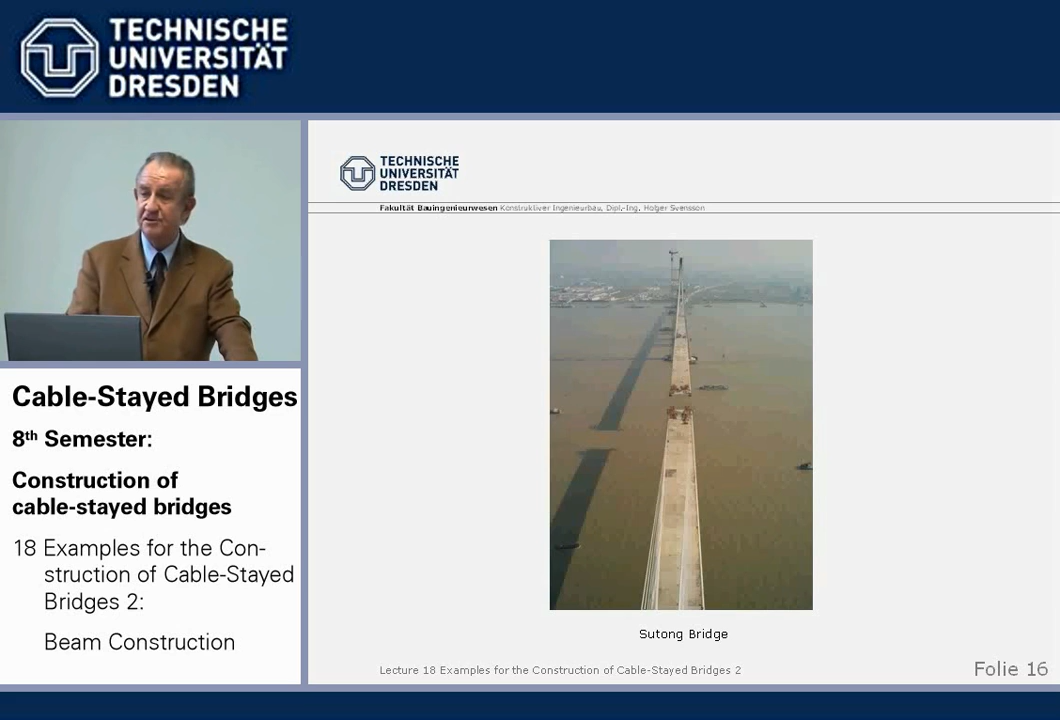 TECHNISCHE
UNIVERSITÄT
DRESDEN
TECHNISCHE
UNIVERSITÄT
DRESDEN
Fakultät Bauingenieurwesen Konstruktiver Ingenieurbau, Dipl.-Ing. Holger Svensson
Cable-Stayed Bridges
8th Semester:
Construction of
cable-stayed bridges
18 Examples for the Con-
struction of Cable-Stayed
Bridges 2:
Beam Construction
Sutong Bridge
Lecture 18 Examples for the Construction of Cable-Stayed Bridges 2
Folie 16